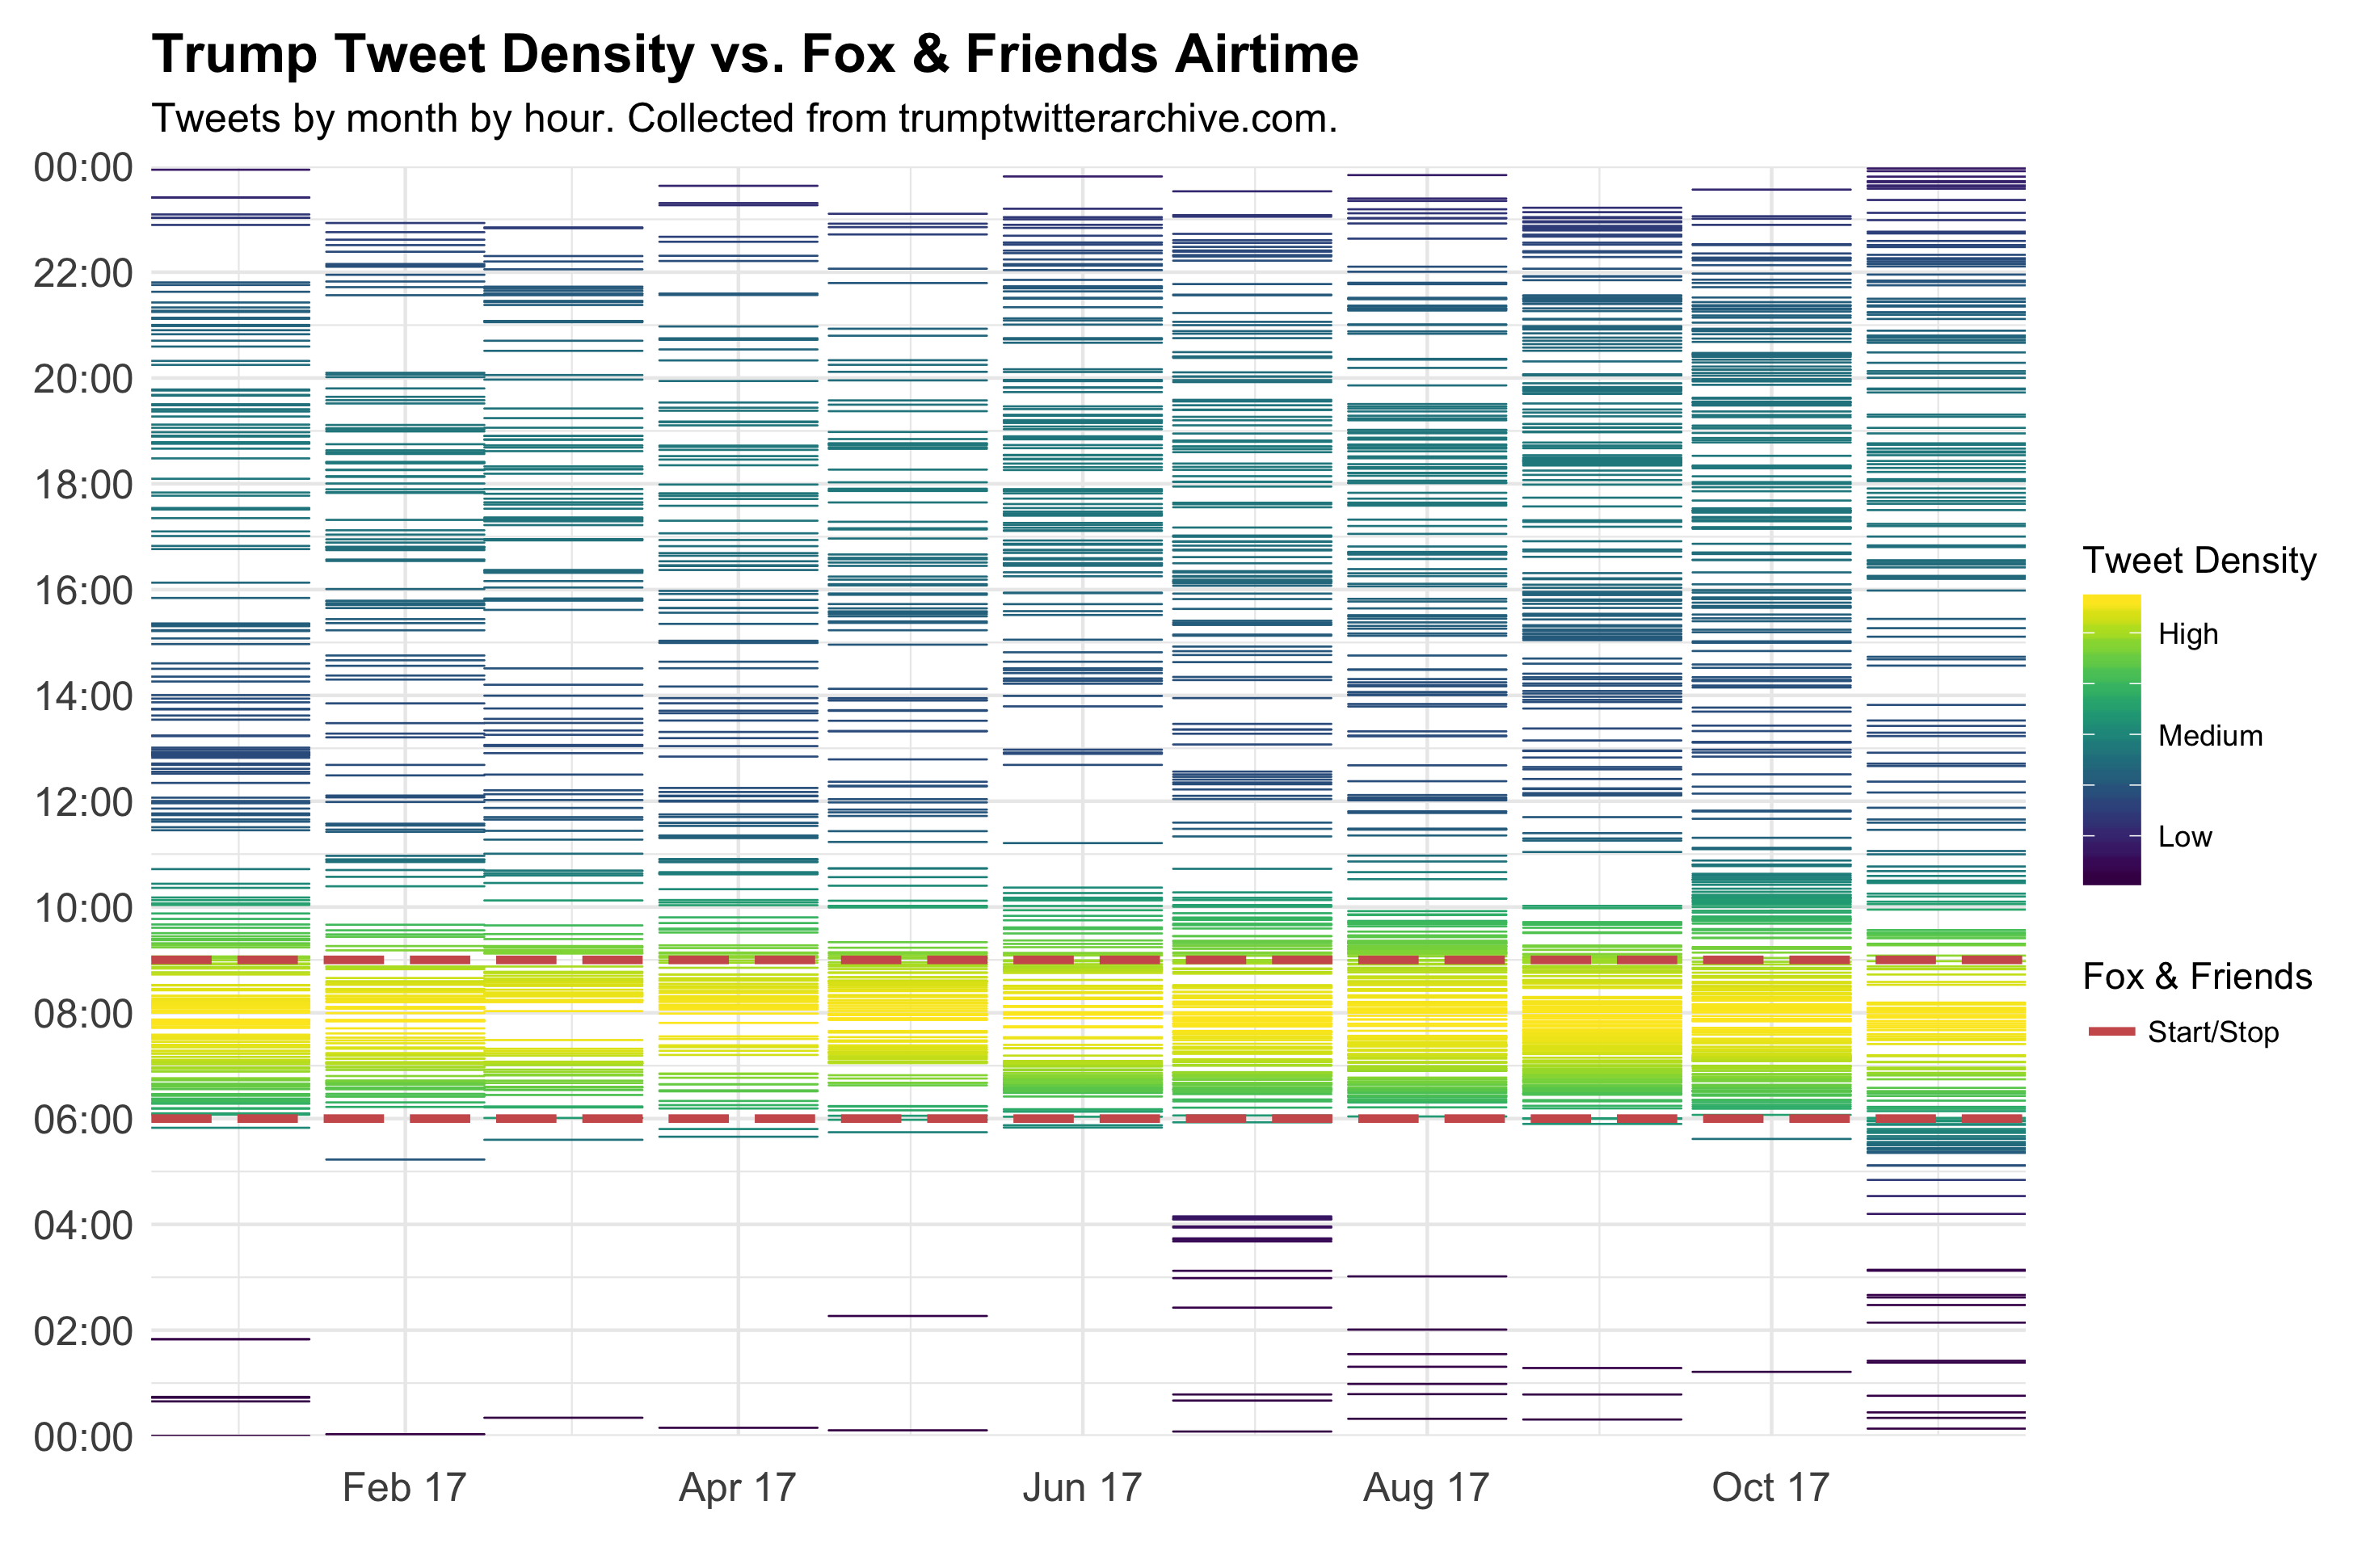 Trump Tweet Density vs. Fox & Friends Airtime
Tweets by month by hour. Collected from trumptwitterarchive.com.
00:00
22:00
20:00
18:00
16:00
14:00
12:00
10:00
08:00
06:00
04:00
02:00
00:00
Feb 17
Apr 17
Jun 17
Aug 17
Oct 17
Tweet Density
High
Medium
Low
Fox & Friends
Start/Stop